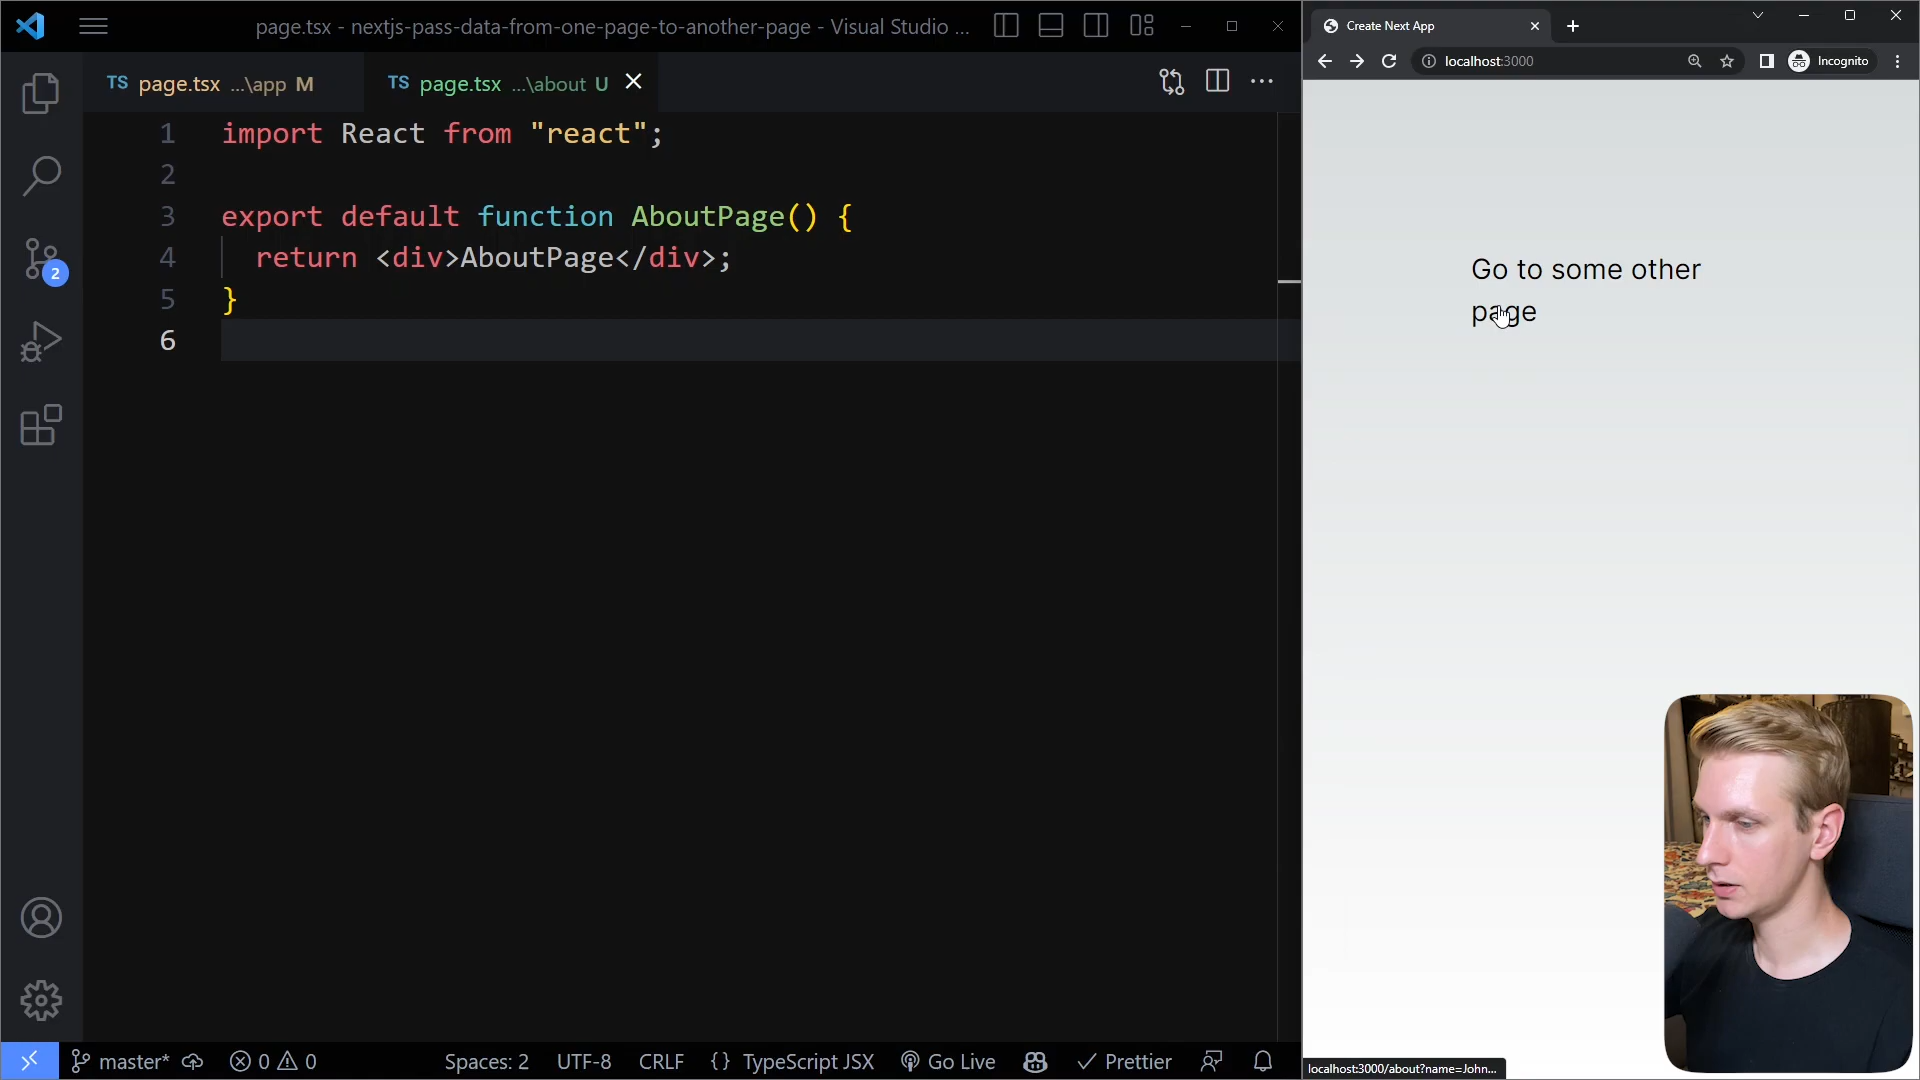 page.tsx - nextjs-pass-data-from-one-page-to-another-page - Visual Studio ...
TS page.tsx ...\app M
TS page.tsx ...\about U
1 import React from "react";
2
3 export default function AboutPage() {
4 return <div>AboutPage</div>;
5 }
6
2
master* 0 0 Spaces: 2 UTF-8 CRLF {} TypeScript JSX Go Live Prettier
Create Next App
localhost:3000
Incognito
Go to some other
page
localhost:3000/about?name=John...